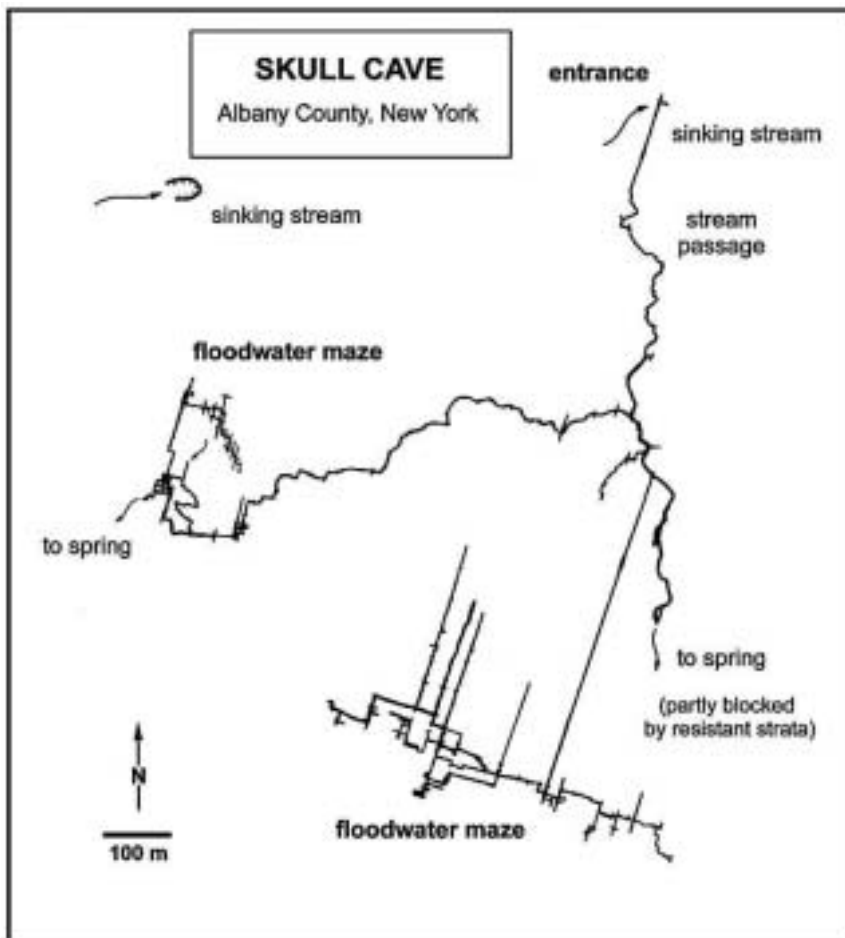 SKULL CAVE
Albany County, New York
entrance
sinking stream
sinking stream
stream
passage
floodwater maze
to spring
to spring
(partly blocked
by resistant strata)
N
100 m
floodwater maze